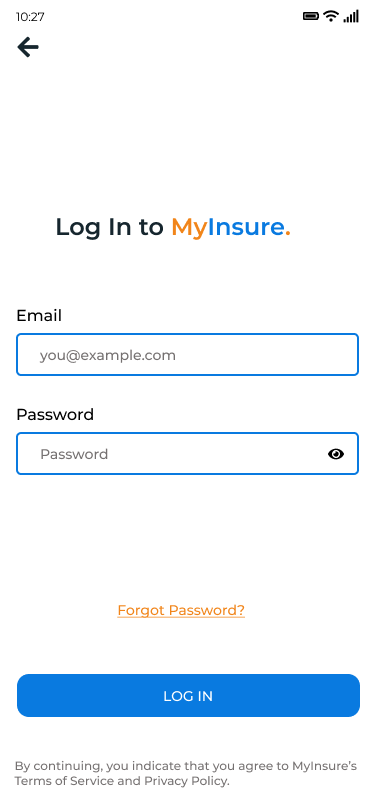 10:27
Log In to MyInsure.
Email
you@example.com
Password
Password
Forgot Password?
LOG IN
By continuing, you indicate that you agree to MyInsure’s
Terms of Service and Privacy Policy.